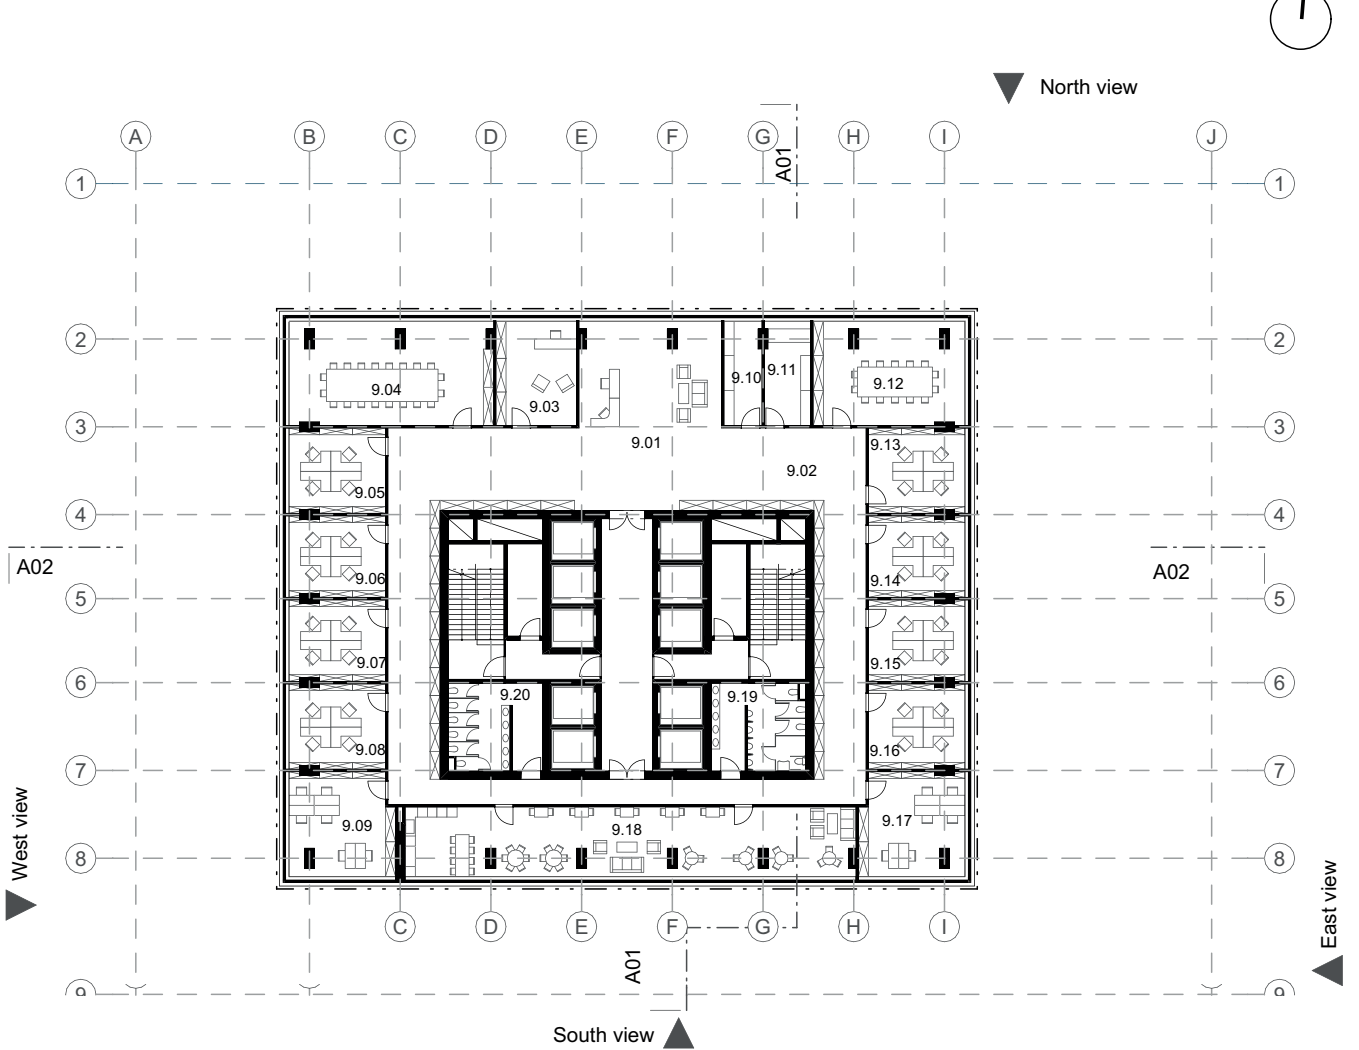 North view
A B C D E F G H I J
A01
1 1
2 2
9.10 9.11
9.04 9.03 9.12
3 3
9.01 9.13
9.02
9.05
4 4
A02 A02
9.06 9.14
5 5
9.07 9.15
6 6
9.20 9.19
9.08 9.16
7 7
West view
9.09 9.18 9.17
8 8
East view
C D E F G H I
A01
9 9
South view